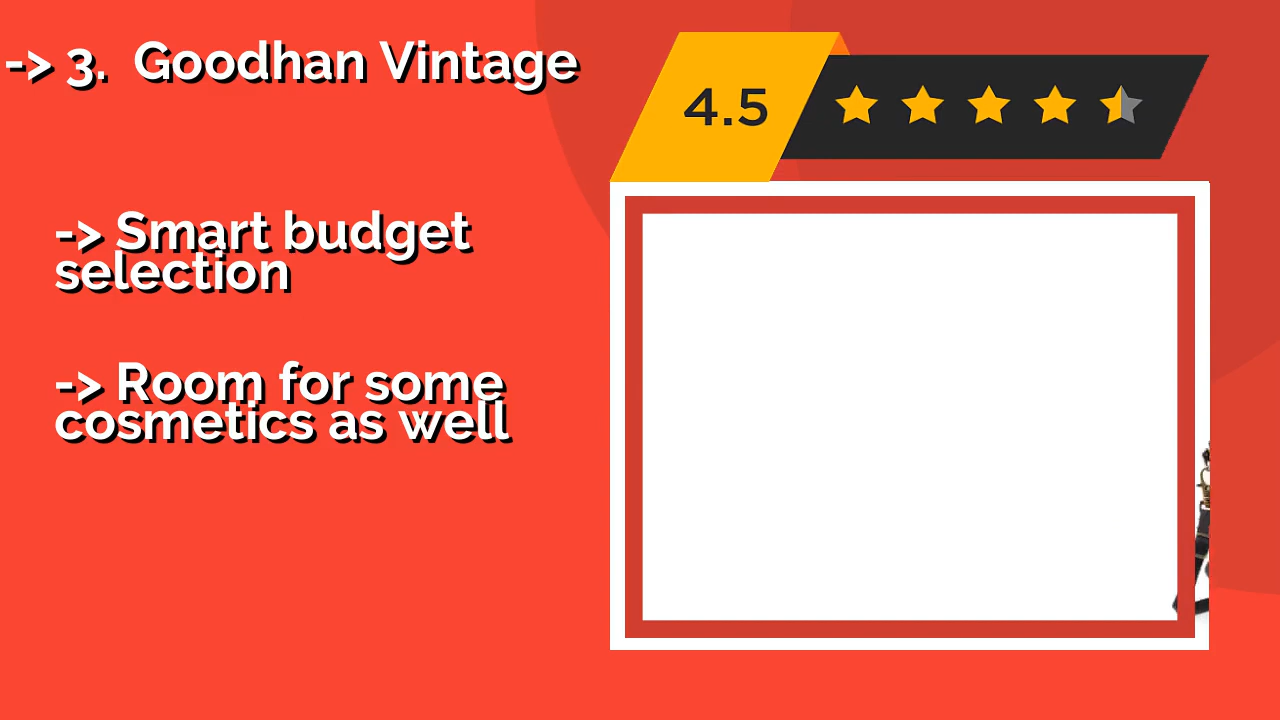 -> 3.  Goodhan Vintage
4.5
-> Smart budget
selection
-> Room for some
cosmetics as well